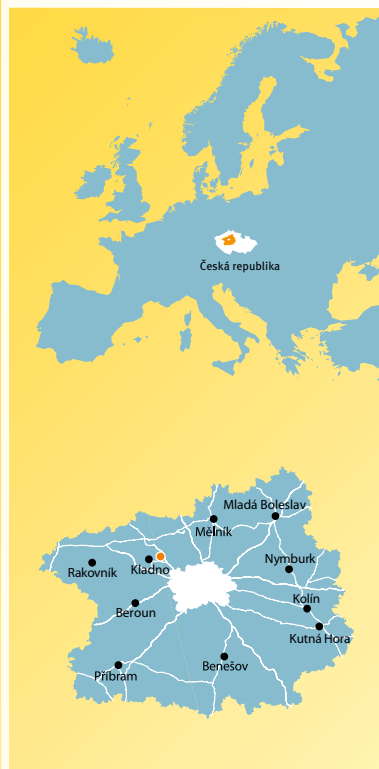 Česká republika
Mladá Boleslav
Mělník
Nymburk
Rakovník
Kladno
Kolín
Beroun
Kutná Hora
Benešov
Příbram